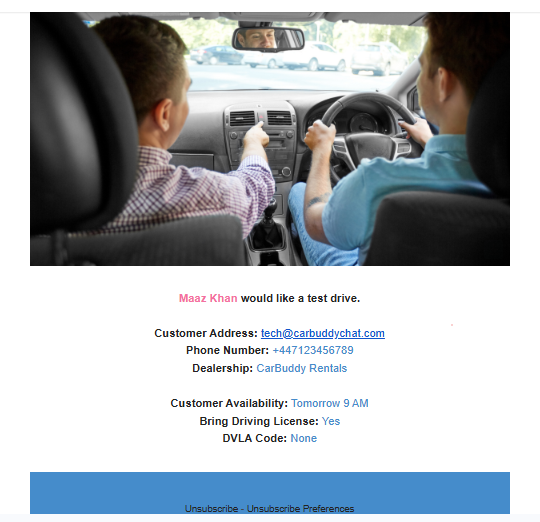 Maaz Khan would like a test drive.
Customer Address: tech@carbuddychat.com
Phone Number: +447123456789
Dealership: CarBuddy Rentals
Customer Availability: Tomorrow 9 AM
Bring Driving License: Yes
DVLA Code: None
Unsubscribe - Unsubscribe Preferences